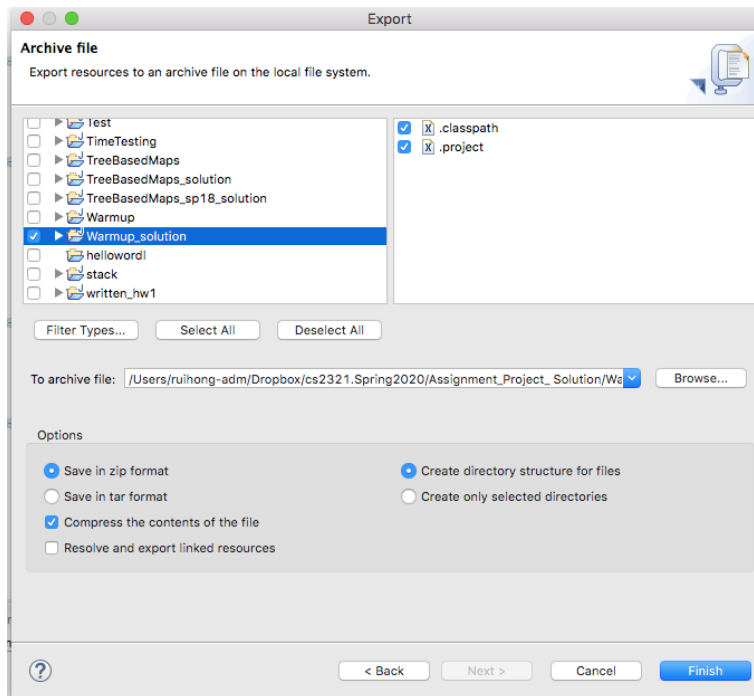 Export
Archive file
Export resources to an archive file on the local file system.
Test
TimeTesting
TreeBasedMaps
TreeBasedMaps_solution
TreeBasedMaps_sp18_solution
Warmup
Warmup_solution
hellowordl
stack
written_hw1
.classpath
.project
Filter Types...
Select All
Deselect All
To archive file: /Users/ruihong-adm/Dropbox/cs2321.Spring2020/Assignment_Project_ Solution/Wa
Browse...
Options
Save in zip format
Create directory structure for files
Save in tar format
Create only selected directories
Compress the contents of the file
Resolve and export linked resources
?
< Back
Next >
Cancel
Finish